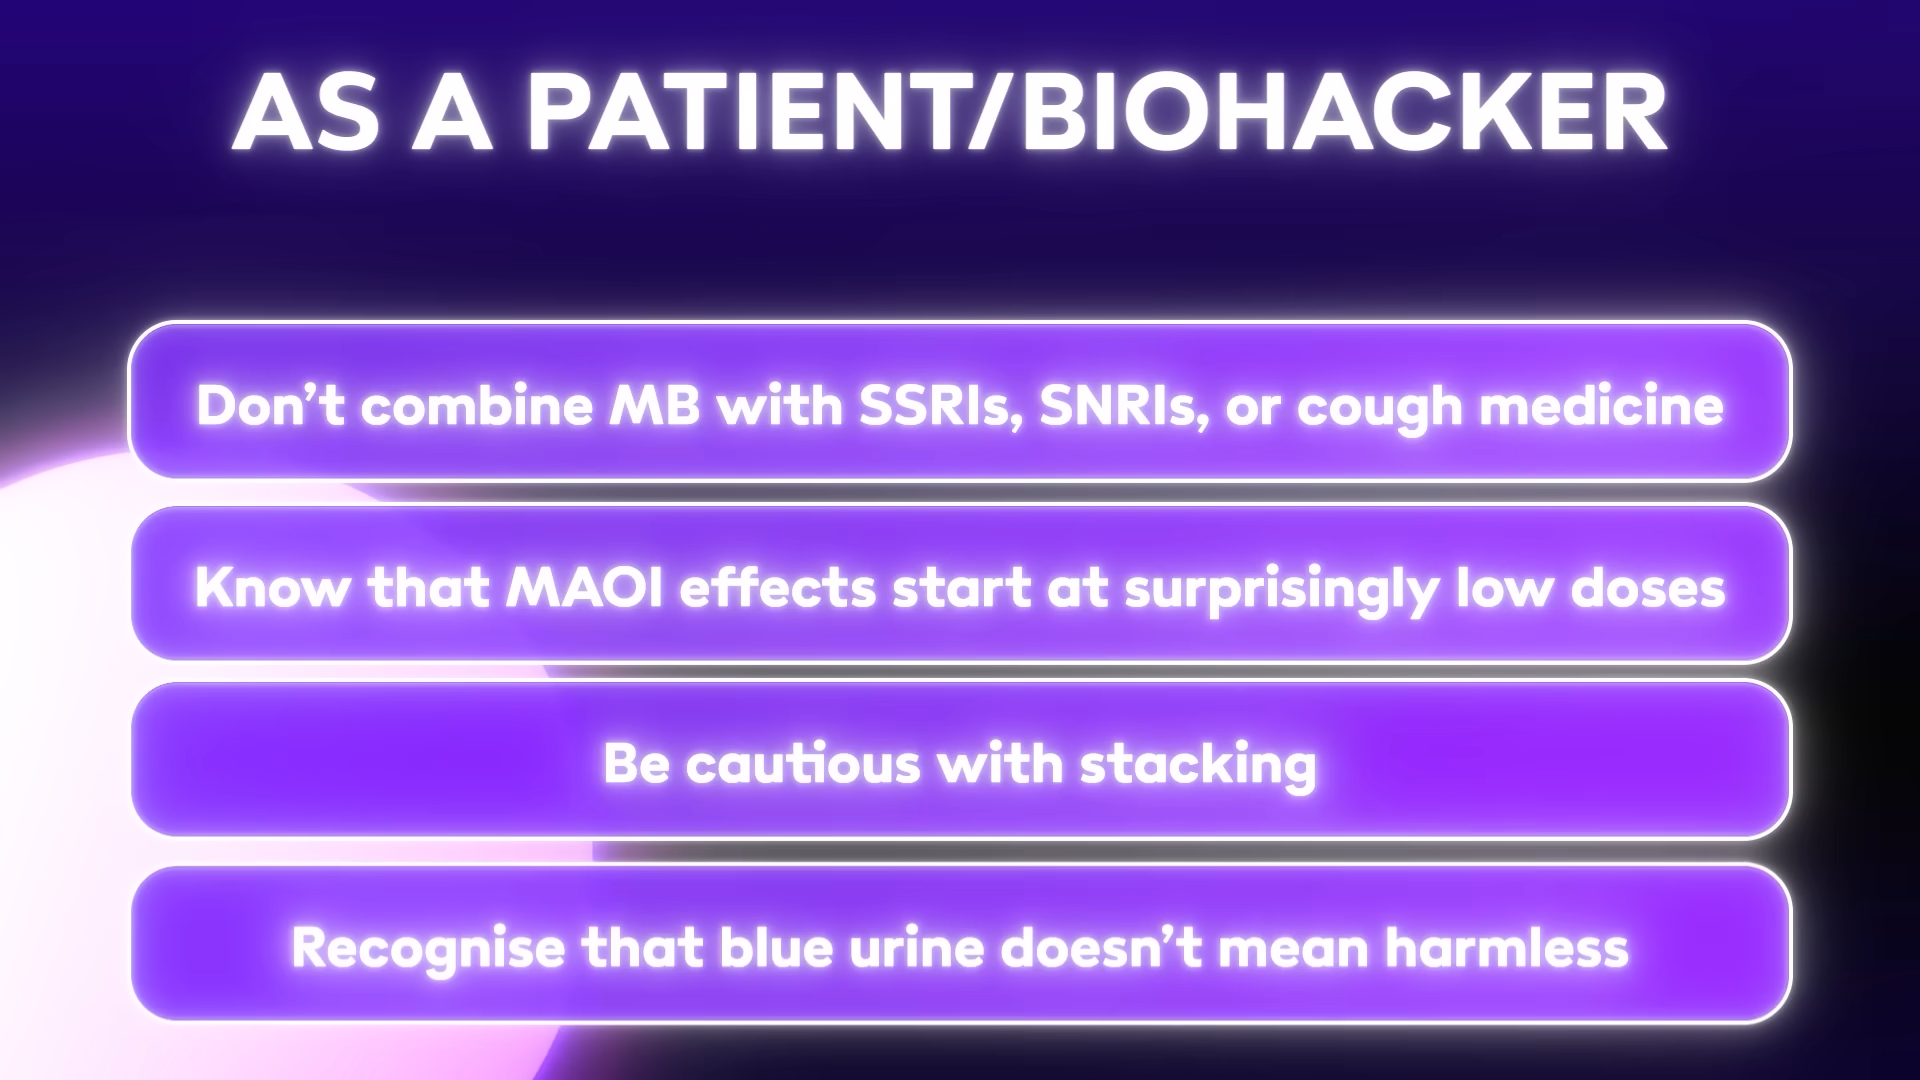 AS A PATIENT/BIOHACKER
Don’t combine MB with SSRIs, SNRIs, or cough medicine
Know that MAOI effects start at surprisingly low doses
Be cautious with stacking
Recognise that blue urine doesn’t mean harmless